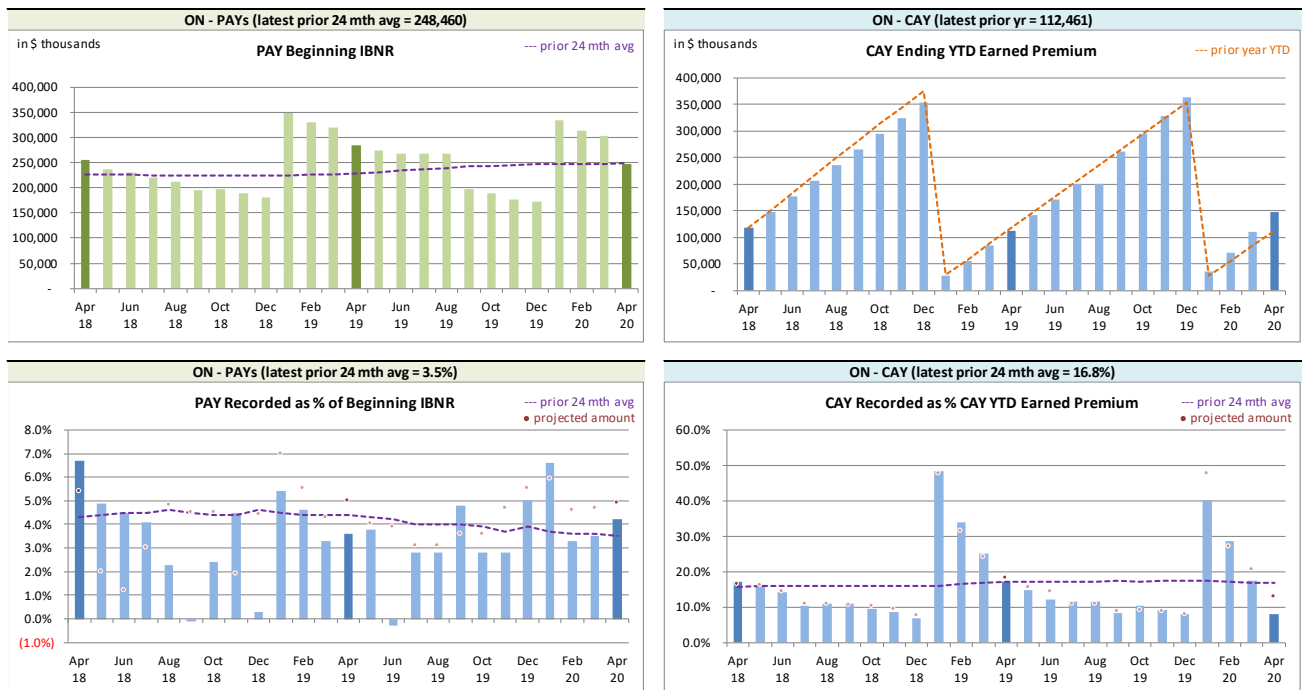 ON - PAYs (latest prior 24 mth avg = 248,460)
in $ thousands
PAY Beginning IBNR
--- prior 24 mth avg
400,000
350,000
300,000
250,000
200,000
150,000
100,000
50,000
-
Apr Jun Aug Oct Dec Feb Apr Jun Aug Oct Dec Feb Apr
18 18 18 18 18 19 19 19 19 19 19 20 20
ON - CAY (latest prior yr = 112,461)
in $ thousands
CAY Ending YTD Earned Premium
--- prior year YTD
400,000
350,000
300,000
250,000
200,000
150,000
100,000
50,000
-
Apr Jun Aug Oct Dec Feb Apr Jun Aug Oct Dec Feb Apr
18 18 18 18 18 19 19 19 19 19 19 20 20
ON - PAYs (latest prior 24 mth avg = 3.5%)
PAY Recorded as % of Beginning IBNR
--- prior 24 mth avg
• projected amount
8.0%
7.0%
6.0%
5.0%
4.0%
3.0%
2.0%
1.0%
0.0%
(1.0%)
Apr Jun Aug Oct Dec Feb Apr Jun Aug Oct Dec Feb Apr
18 18 18 18 18 19 19 19 19 19 19 20 20
ON - CAY (latest prior 24 mth avg = 16.8%)
CAY Recorded as % CAY YTD Earned Premium
--- prior 24 mth avg
• projected amount
60.0%
50.0%
40.0%
30.0%
20.0%
10.0%
0.0%
Apr Jun Aug Oct Dec Feb Apr Jun Aug Oct Dec Feb Apr
18 18 18 18 18 19 19 19 19 19 19 20 20